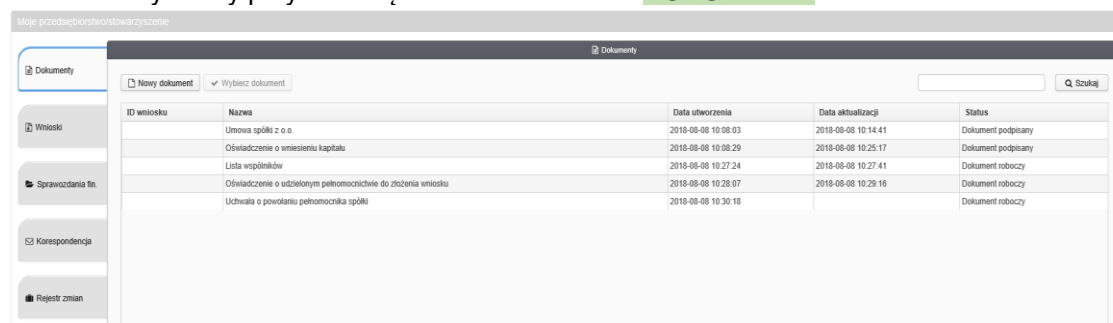 Moje przedsiębiorstwo/stowarzyszenie
Dokumenty
Dokumenty
Nowy dokument Wybierz dokument Szukaj
ID wniosku Nazwa Data utworzenia Data aktualizacji Status
Umowa spółki z o.o. 2018-08-08 10:08:03 2018-08-08 10:14:41 Dokument podpisany
Wnioski
Oświadczenie o wniesieniu kapitału 2018-08-08 10:08:29 2018-08-08 10:25:17 Dokument podpisany
Lista wspólników 2018-08-08 10:27:24 2018-08-08 10:27:41 Dokument roboczy
Sprawozdania fin. Oświadczenie o udzielonym pełnomocnictwie do złożenia wniosku 2018-08-08 10:28:07 2018-08-08 10:29:16 Dokument roboczy
Uchwała o powołaniu pełnomocnika spółki 2018-08-08 10:30:18 Dokument roboczy
Korespondencja
Rejestr zmian